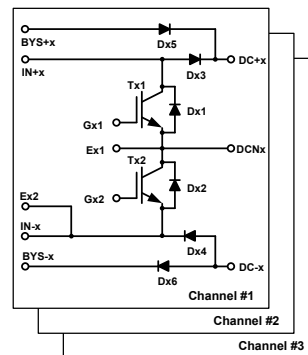 BYS+x
Dx5
IN+x
DC+x
Dx3
Tx1
Dx1
Gx1
Ex1
DCNx
Tx2
Dx2
Ex2
Gx2
IN-x
Dx4
BYS-x
DC-x
Dx6
Channel #1
Channel #2
Channel #3